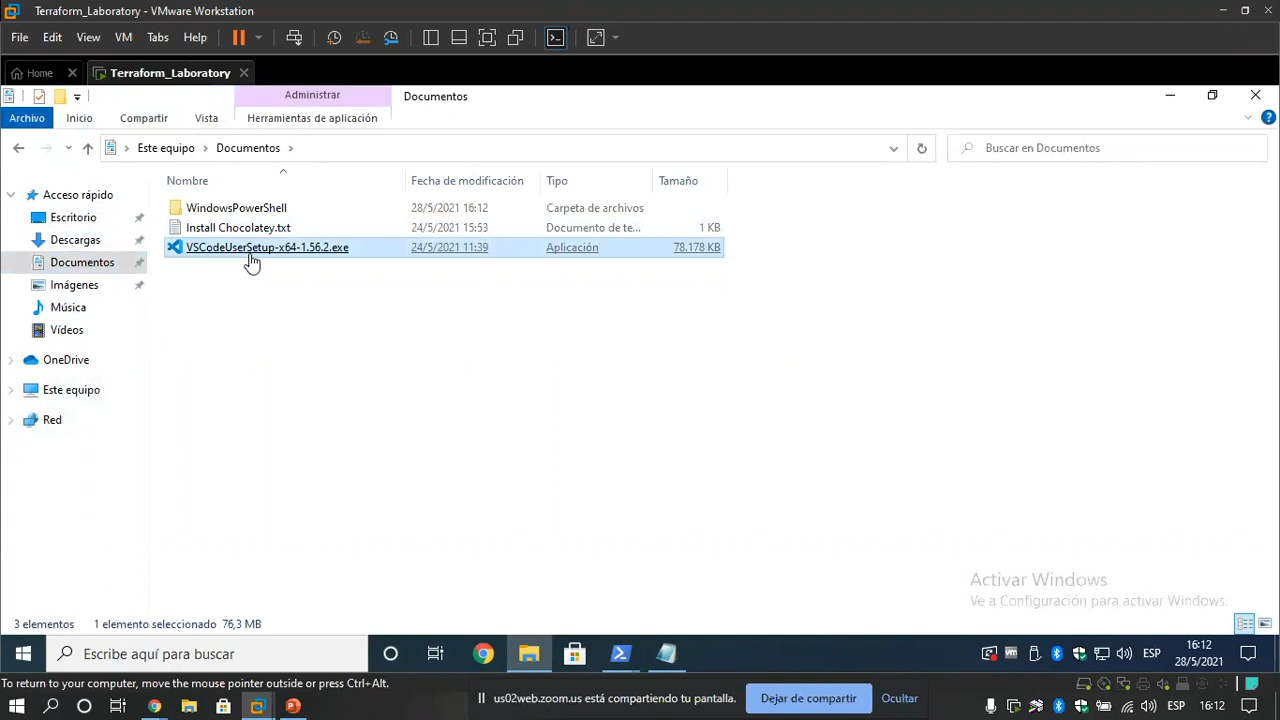 Terraform_Laboratory - VMware Workstation
File Edit View VM Tabs Help
Home Terraform_Laboratory
Administrar Documentos
Archivo Inicio Compartir Vista Herramientas de aplicación
Este equipo Documentos Buscar en Documentos
Nombre Fecha de modificación Tipo Tamaño
Acceso rápido
Escritorio
Descargas
Documentos
Imágenes
Música
Vídeos
OneDrive
Este equipo
Red
WindowsPowerShell 28/5/2021 16:12 Carpeta de archivos
Install Chocolatey.txt 24/5/2021 15:53 Documento de te... 1 KB
VSCodeUserSetup-x64-1.56.2.exe 24/5/2021 11:39 Aplicación 78.178 KB
Activar Windows
Ve a Configuración para activar Windows.
3 elementos 1 elemento seleccionado 76,3 MB
Escribe aquí para buscar ESP 16:12
28/5/2021
To return to your computer, move the mouse pointer outside or press Ctrl+Alt.
us02web.zoom.us está compartiendo tu pantalla. Dejar de compartir Ocultar
ESP 16:12